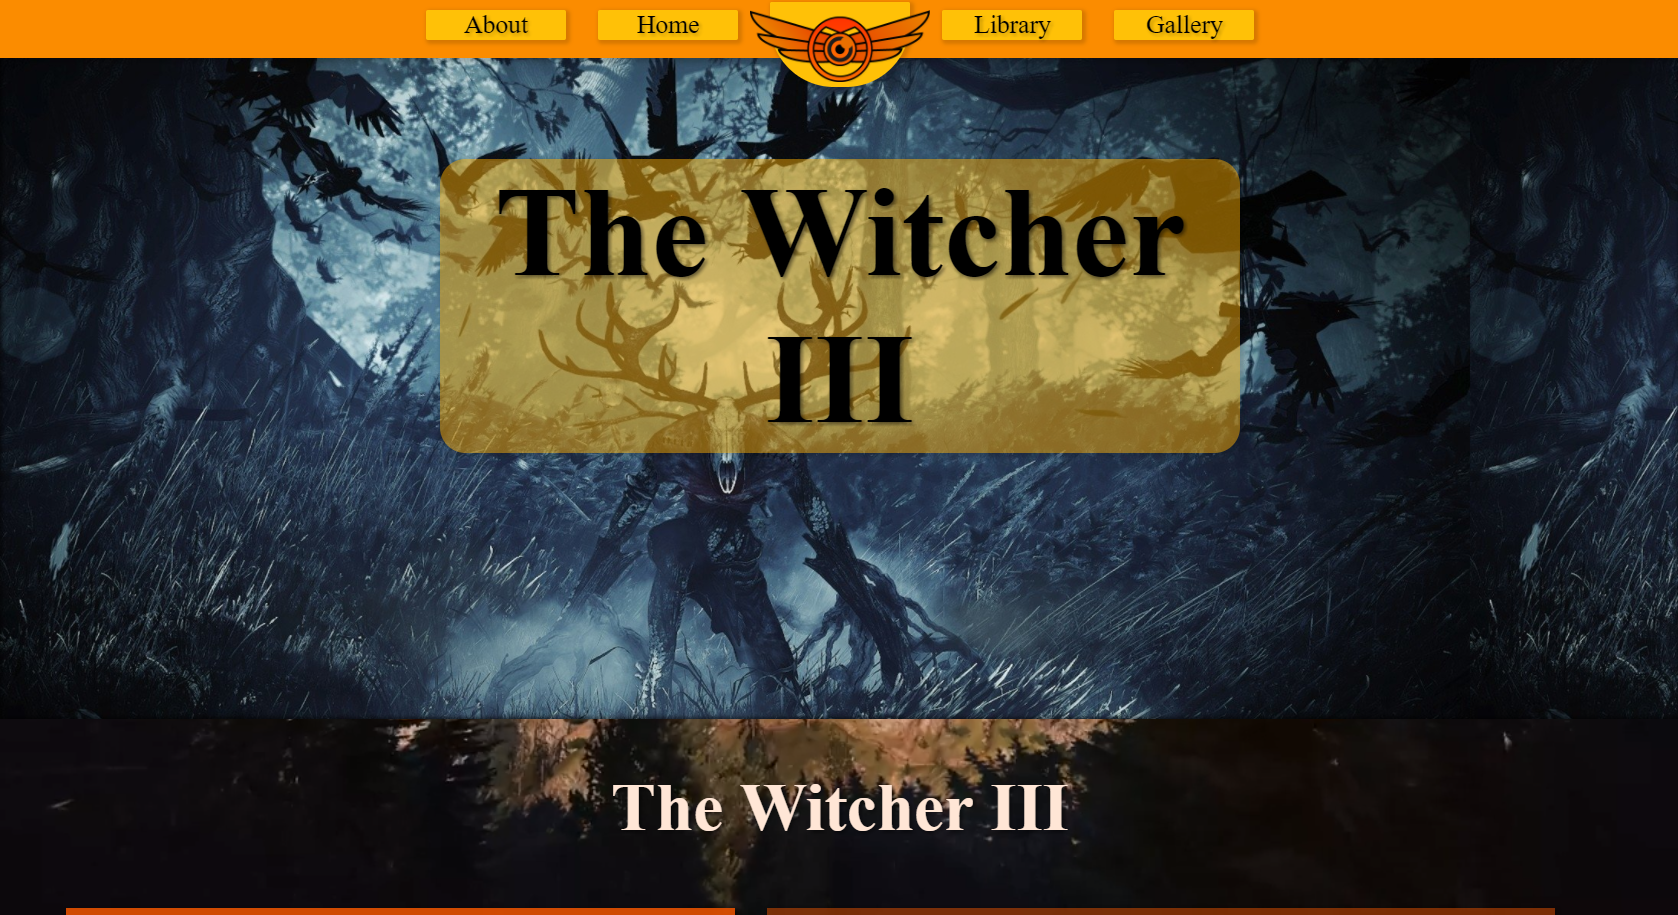 About
Home
Library
Gallery
The Witcher
III
The Witcher III